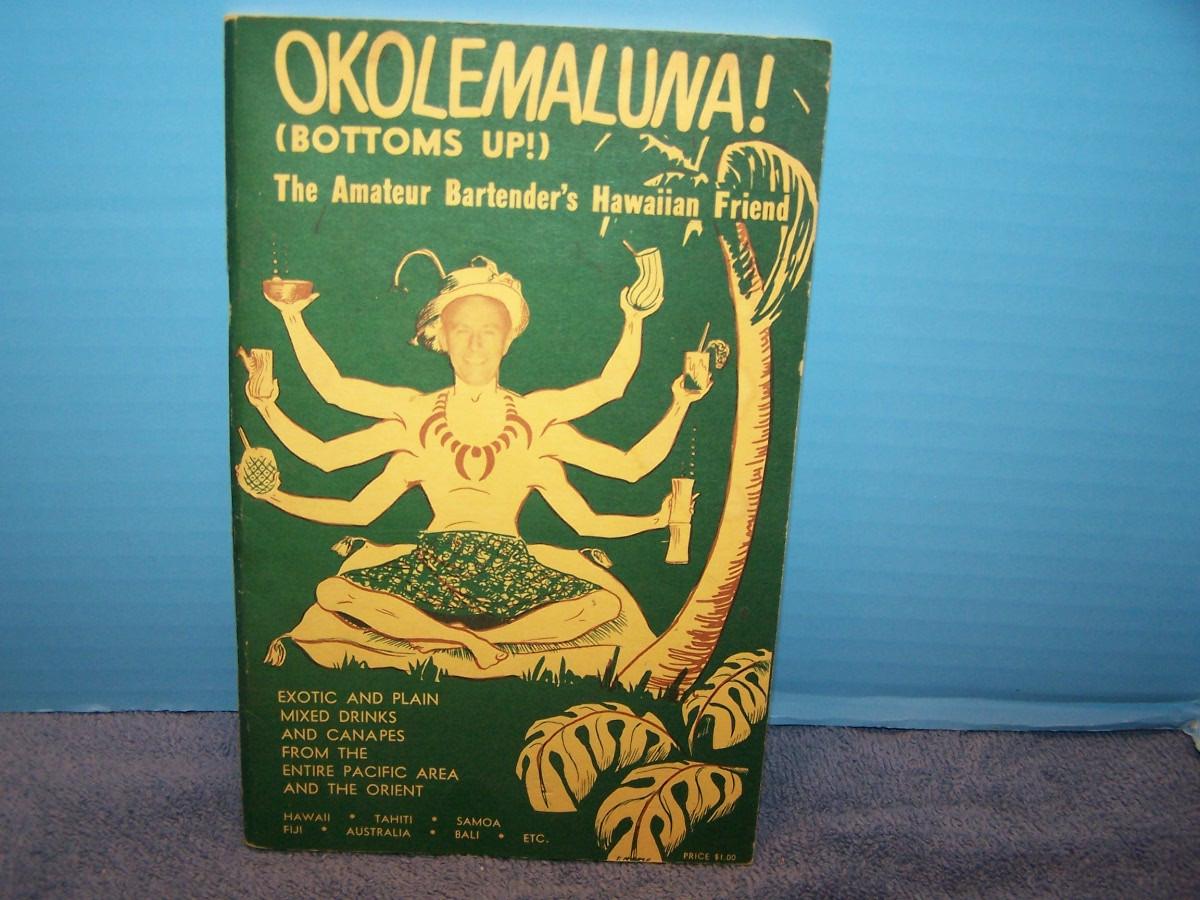 OKOLEMALUNA!
(BOTTOMS UP!)
The Amateur Bartender's Hawaiian Friend
EXOTIC AND PLAIN
MIXED DRINKS
AND CANAPES
FROM THE
ENTIRE PACIFIC AREA
AND THE ORIENT
HAWAII • TAHITI • SAMOA
FIJI • AUSTRALIA • BALI • ETC.
PRICE $1.00